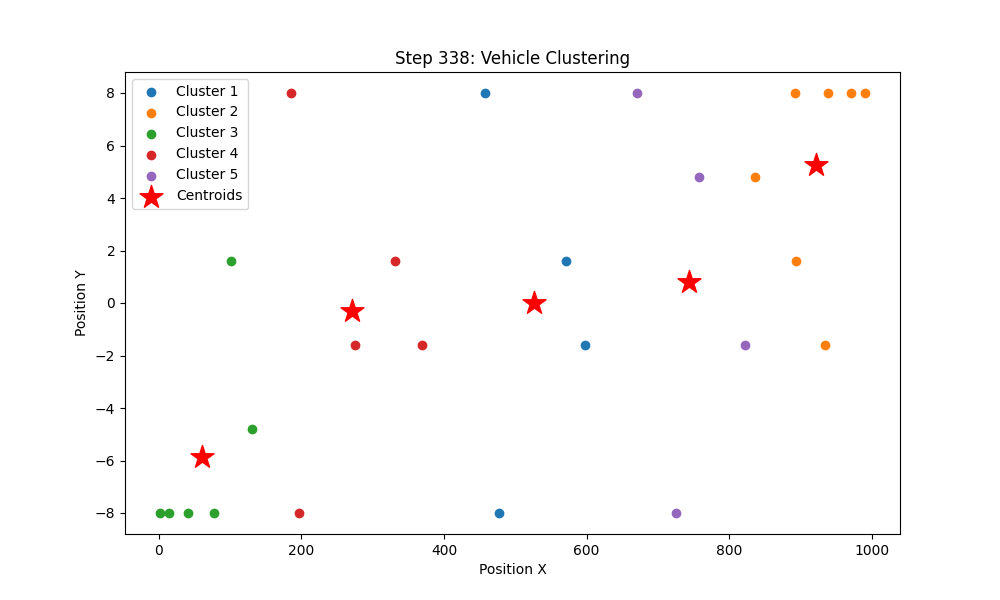 Step 338: Vehicle Clustering
Cluster 1
Cluster 2
Cluster 3
Cluster 4
Cluster 5
Centroids
8
6
4
2
0
−2
−4
−6
−8
Position Y
0
200
400
600
800
1000
Position X